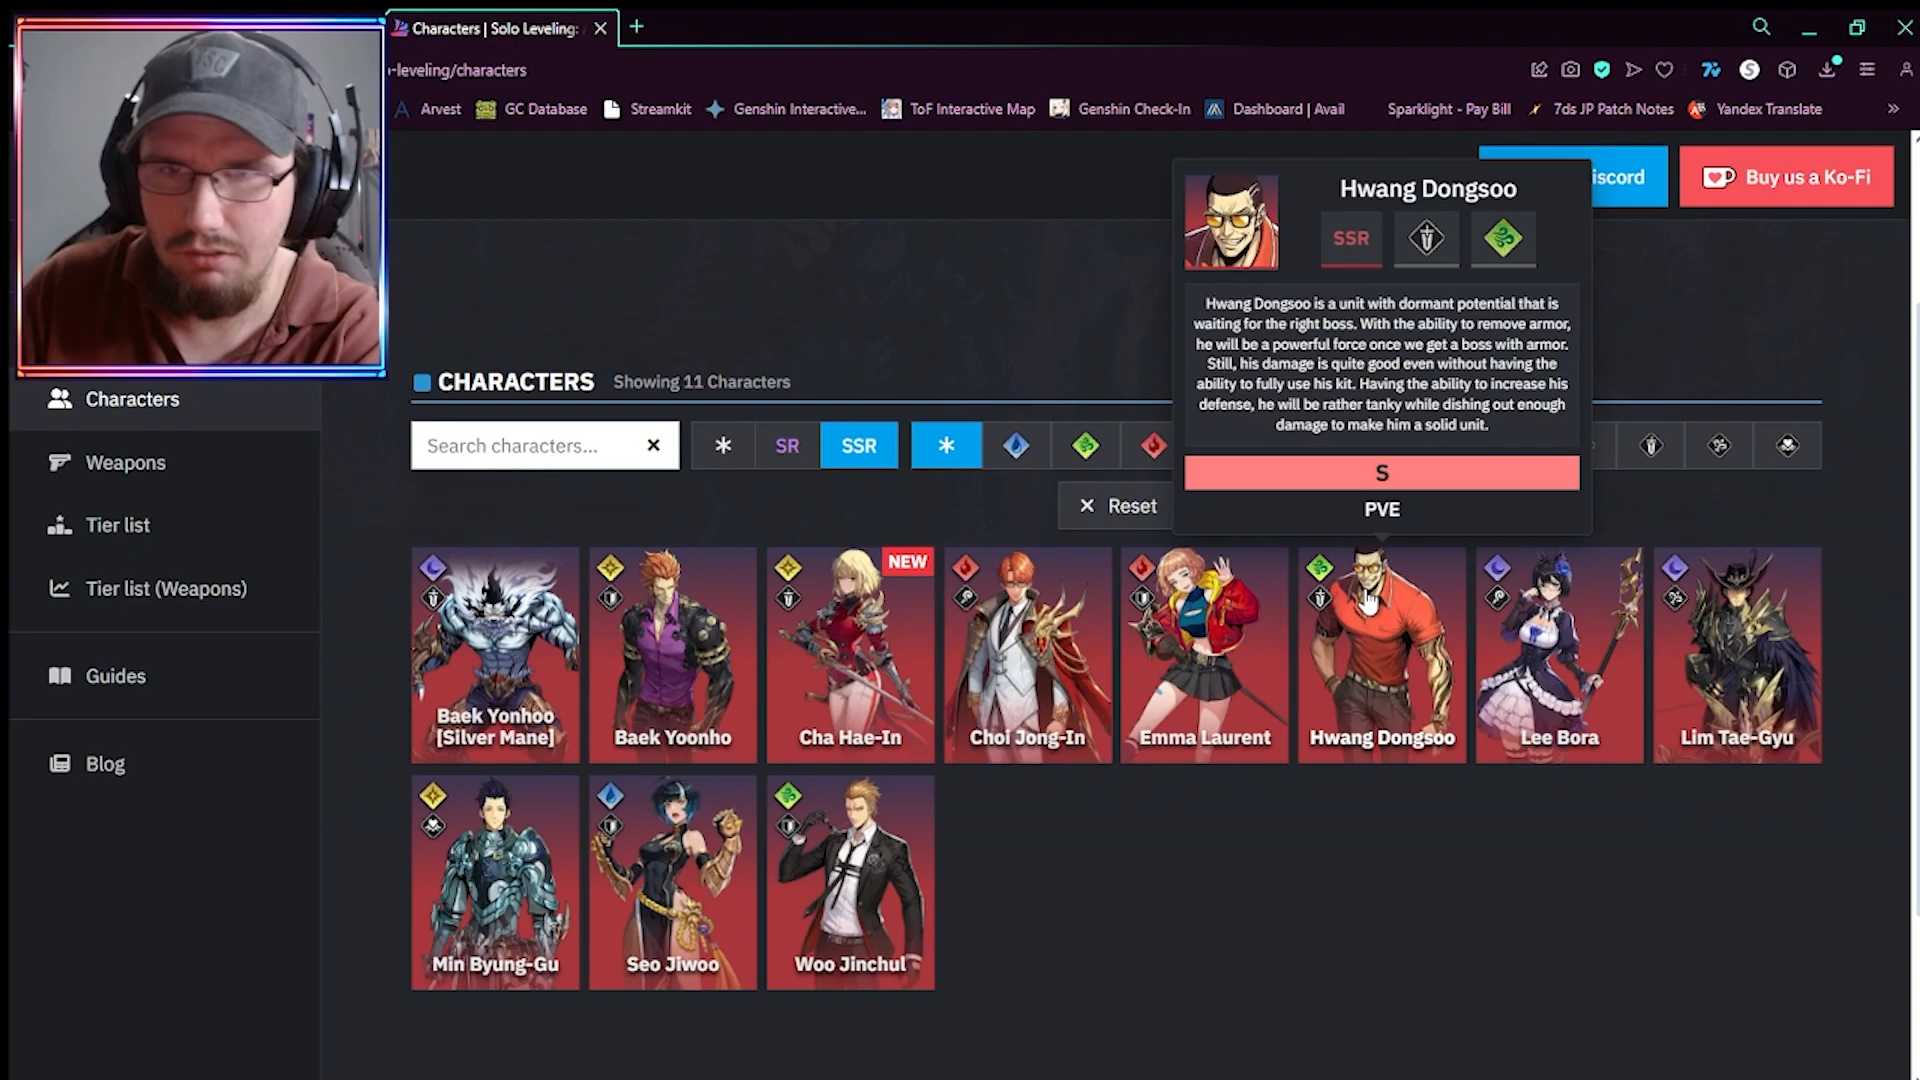 Characters | Solo Leveling:
-leveling/characters
Arvest
GC Database
Streamkit
Genshin Interactive...
ToF Interactive Map
Genshin Check-In
Dashboard | Avail
Sparklight - Pay Bill
7ds JP Patch Notes
Yandex Translate
iscord
Buy us a Ko-Fi
Hwang Dongsoo
SSR
Hwang Dongsoo is a unit with dormant potential that is
waiting for the right boss. With the ability to remove armor,
he will be a powerful force once we get a boss with armor.
Still, his damage is quite good even without having the
ability to fully use his kit. Having the ability to increase his
defense, he will be rather tanky while dishing out enough
damage to make him a solid unit.
S
PVE
Characters
Weapons
Tier list
Tier list (Weapons)
Guides
Blog
CHARACTERS
Showing 11 Characters
Search characters...
SR
SSR
Reset
NEW
Baek Yonhoo
[Silver Mane]
Baek Yoonho
Cha Hae-In
Choi Jong-In
Emma Laurent
Hwang Dongsoo
Lee Bora
Lim Tae-Gyu
Min Byung-Gu
Seo Jiwoo
Woo Jinchul